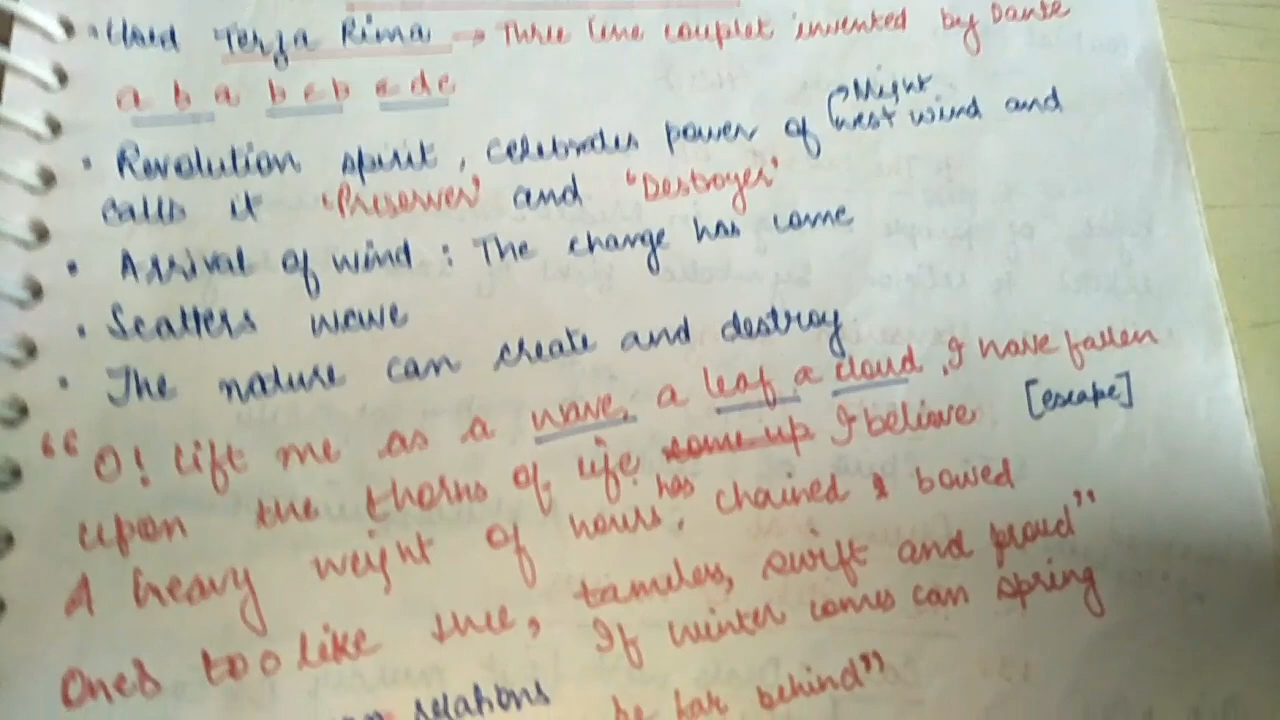 • Used Terza Rima → Three line couplet invented by Dante
a b a b c b c d c
• Revolution spirit, celebrates power of west wind and
Might
calls it 'Preserver' and 'Destroyer'
• Arrival of wind : The change has come
• Scatters wave
• The nature can create and destroy
"O! lift me as a wave, a leaf, a cloud, I have fallen
upon the thorns of life, come up I believe [escape]
A heavy weight of hours, has chained & bowed
Ones too like thee, tameless, swift and proud"
If winter comes can spring
be far behind"
relations